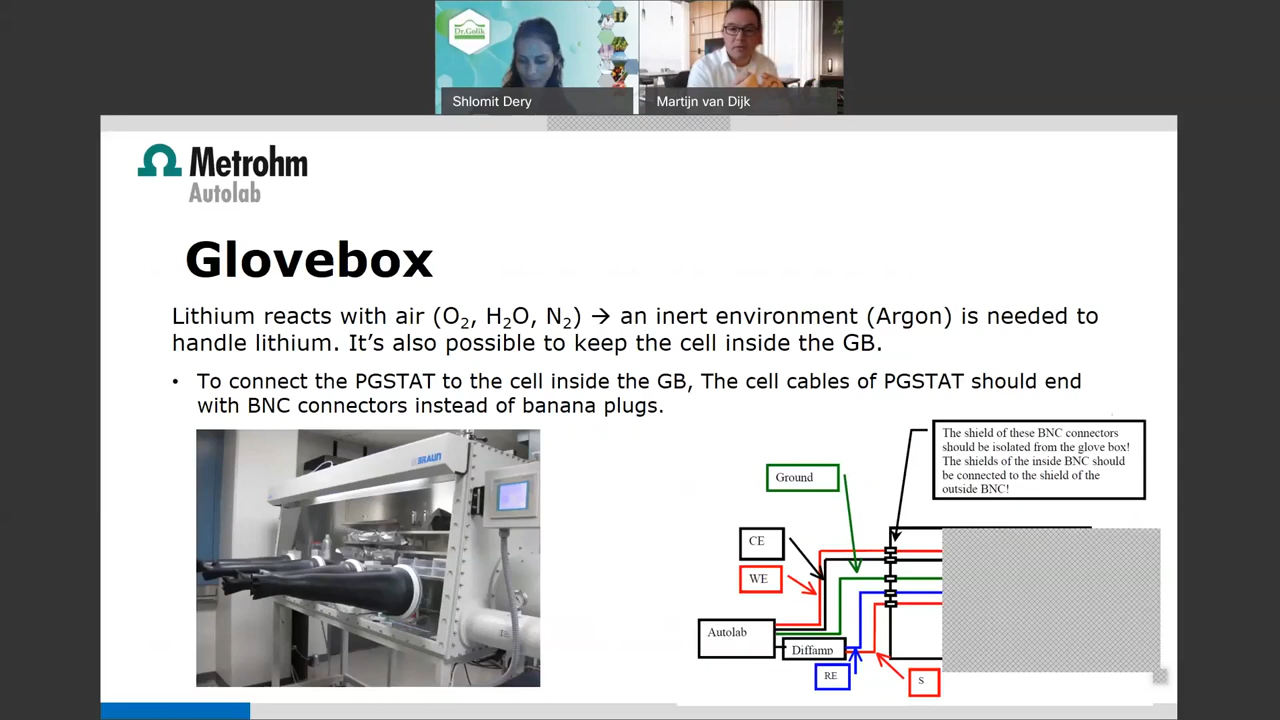 Dr.Golik
Shlomit Dery
Martijn van Dijk
Metrohm
Autolab
Glovebox
Lithium reacts with air (O₂, H₂O, N₂) → an inert environment (Argon) is needed to
handle lithium. It's also possible to keep the cell inside the GB.
• To connect the PGSTAT to the cell inside the GB, The cell cables of PGSTAT should end
with BNC connectors instead of banana plugs.
BRAUN
The shield of these BNC connectors
should be isolated from the glove box!
The shields of the inside BNC should
be connected to the shield of the
outside BNC!
Ground
CE
WE
Autolab
Diffamp
RE
S